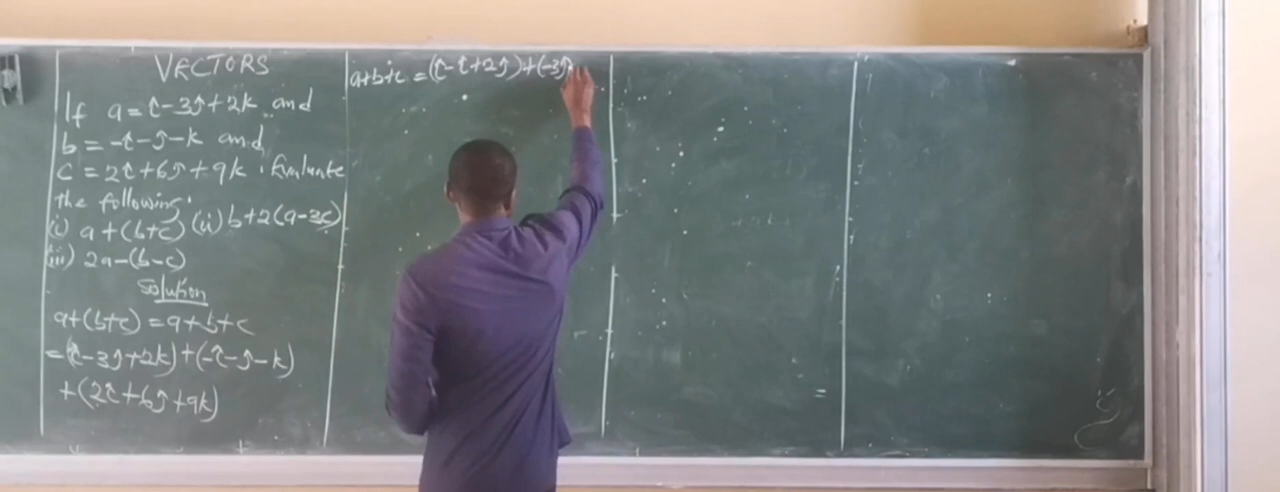 VECTORS
If a = i - 3j + 2k and
b = -i - j - k and
c = 2i + 6j + 9k . Evaluate
the following:
(i) a + (b+c) (ii) b + 2(a - 3c)
(iii) 2a - (b - c)
Solution
a + (b+c) = a + b + c
= (i - 3j + 2k) + (-i - j - k)
+ (2i + 6j + 9k)
a+b+c = (i - i + 2j) + (-3j
=